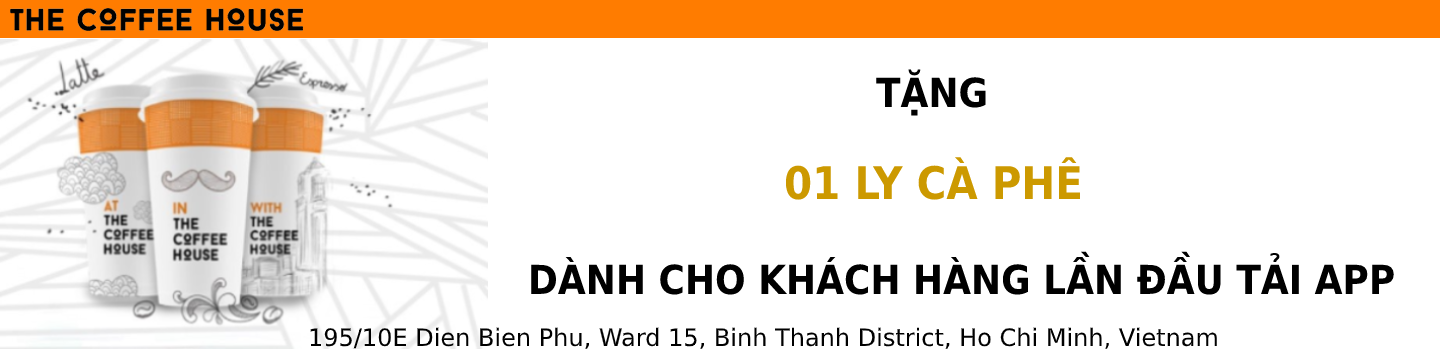 THE COFFEE HOUSE
Latte
Espresso
TẶNG
01 LY CÀ PHÊ
DÀNH CHO KHÁCH HÀNG LẦN ĐẦU TẢI APP
AT
THE
COFFEE
HOUSE
IN
THE
COFFEE
HOUSE
WITH
THE
COFFEE
HOUSE
195/10E Dien Bien Phu, Ward 15, Binh Thanh District, Ho Chi Minh, Vietnam